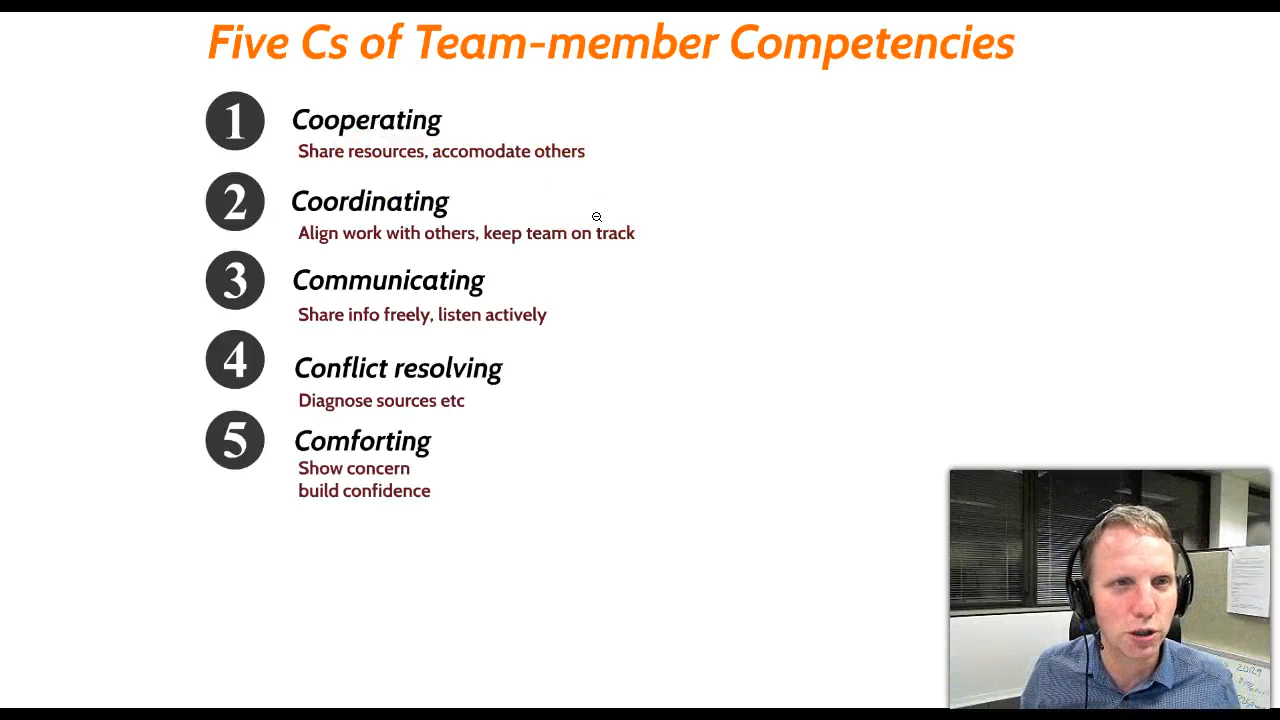 Five Cs of Team-member Competencies
1 Cooperating
Share resources, accomodate others
2 Coordinating
Align work with others, keep team on track
3 Communicating
Share info freely, listen actively
4 Conflict resolving
Diagnose sources etc
5 Comforting
Show concern
build confidence